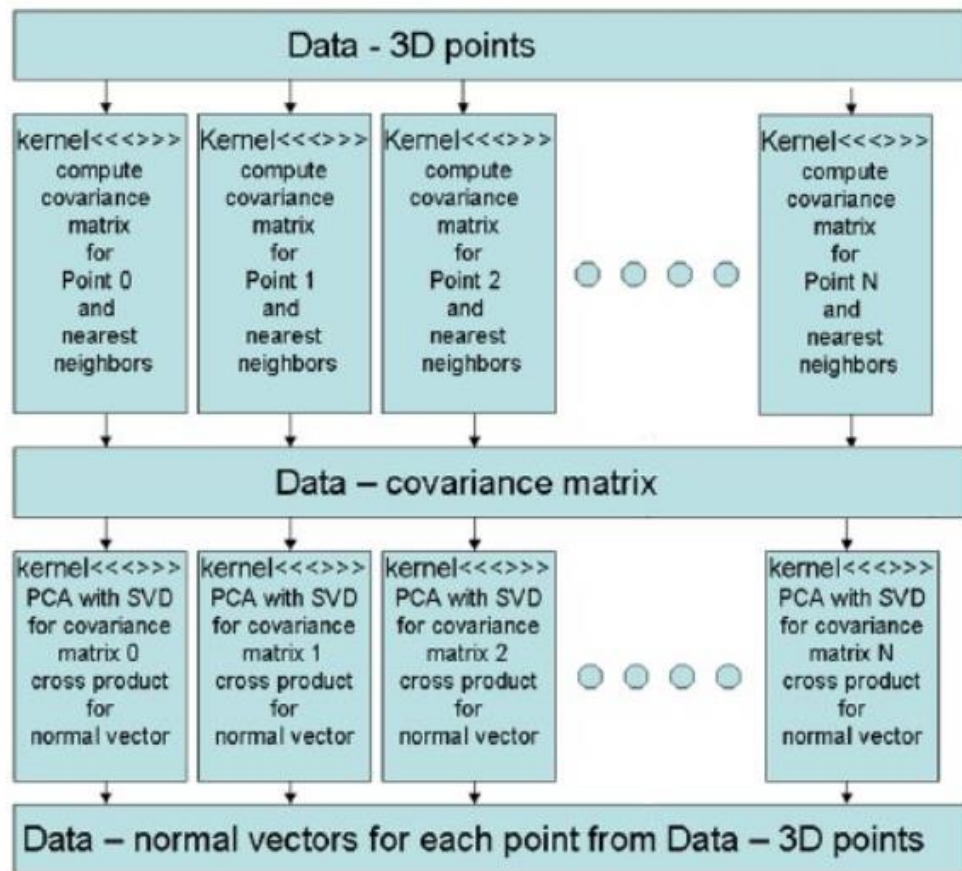 Data - 3D points
kernel<<<>>>
compute
covariance
matrix
for
Point 0
and
nearest
neighbors
Kernel<<<>>>
compute
covariance
matrix
for
Point 1
and
nearest
neighbors
Kernel<<<>>>
compute
covariance
matrix
for
Point 2
and
nearest
neighbors
Kernel<<<>>>
compute
covariance
matrix
for
Point N
and
nearest
neighbors
Data – covariance matrix
kernel<<<>>>
PCA with SVD
for covariance
matrix 0
cross product
for
normal vector
kernel<<<>>>
PCA with SVD
for covariance
matrix 1
cross product
for
normal vector
kernel<<<>>>
PCA with SVD
for covariance
matrix 2
cross product
for
normal vector
kernel<<<>>>
PCA with SVD
for covariance
matrix N
cross product
for
normal vector
Data – normal vectors for each point from Data – 3D points